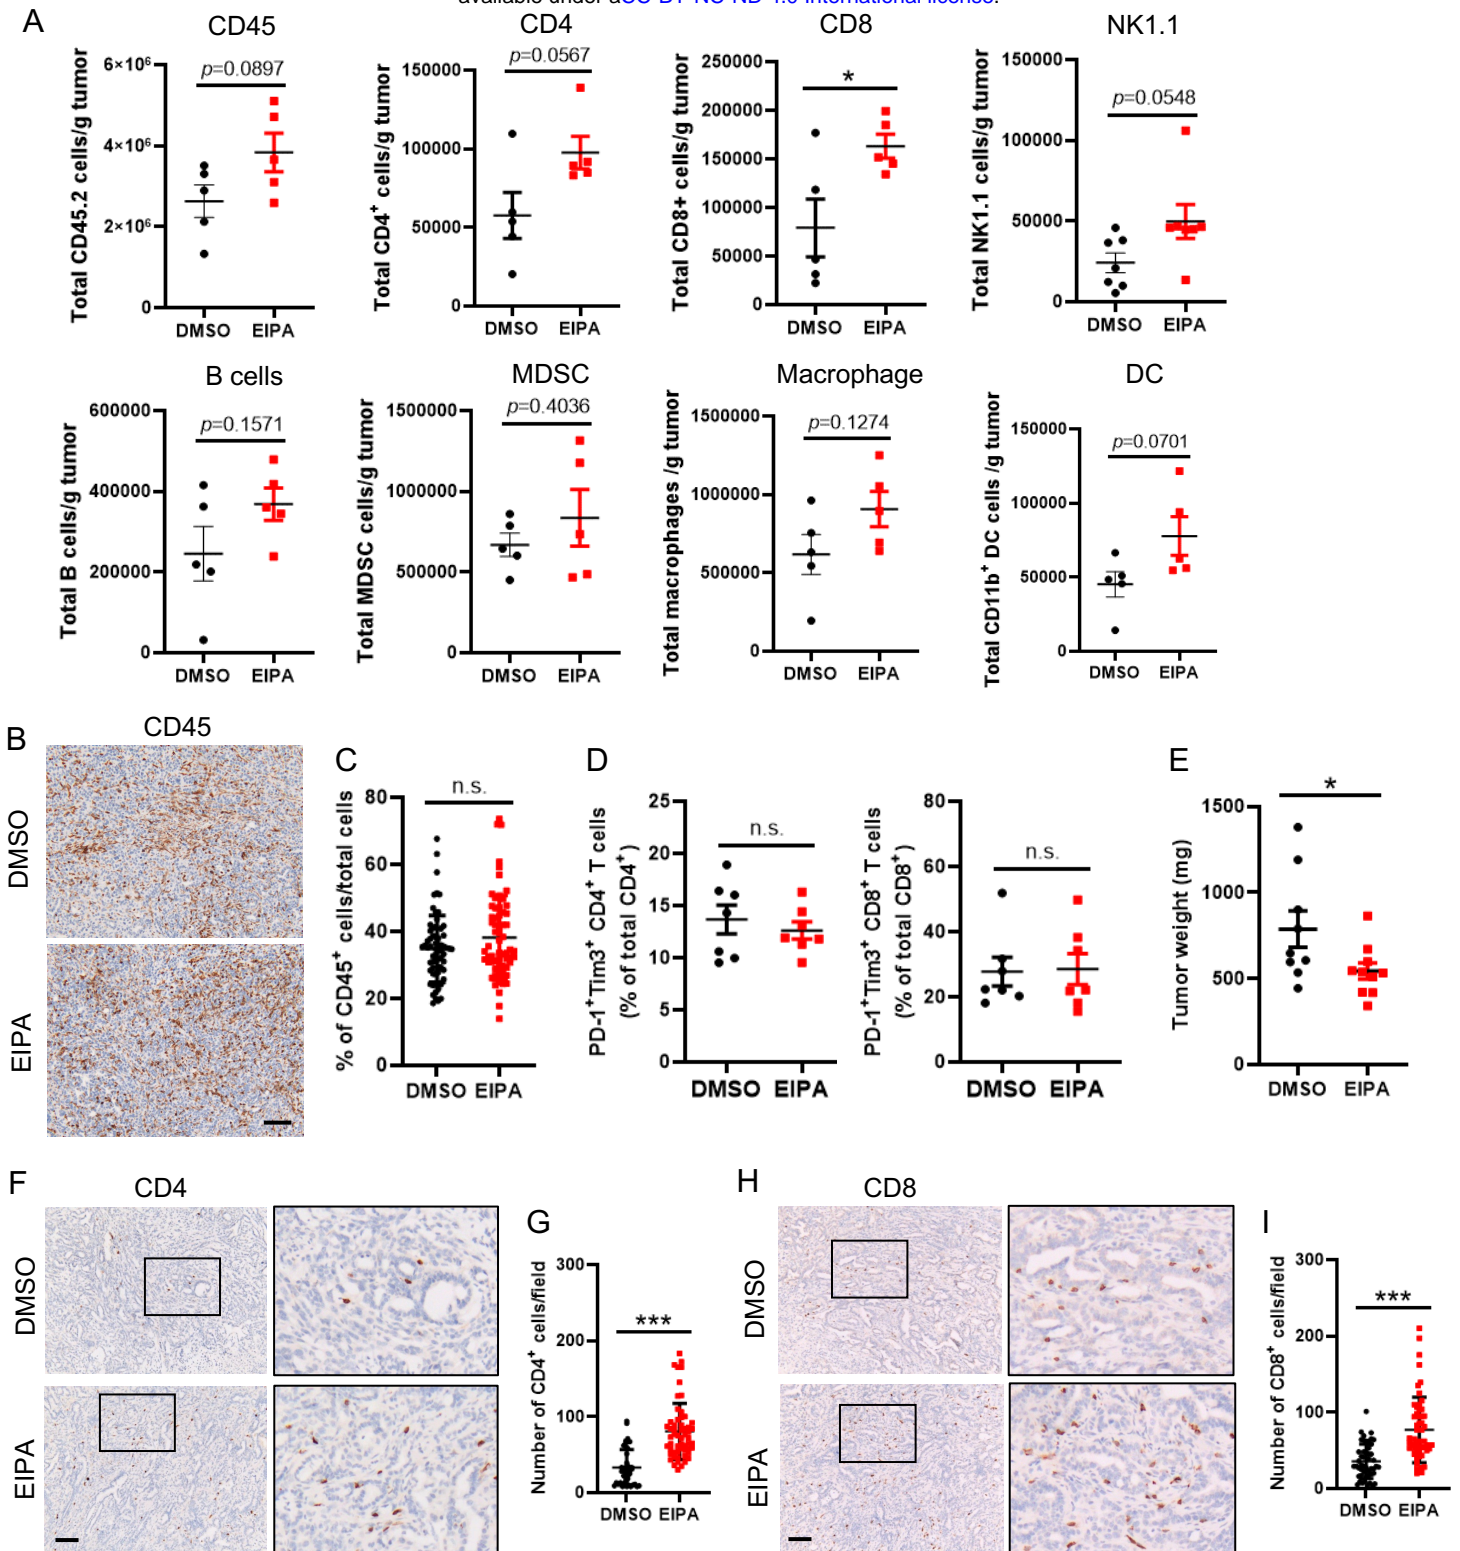 available under aCC-BY-NC-ND 4.0 International license.
A
CD45
Total CD45.2 cells/g tumor
6×10⁶
4×10⁶
2×10⁶
0
p=0.0897
DMSO EIPA
CD4
Total CD4⁺ cells/g tumor
150000
100000
50000
0
p=0.0567
DMSO EIPA
CD8
Total CD8+ cells/g tumor
250000
200000
150000
100000
50000
0
*
DMSO EIPA
NK1.1
Total NK1.1 cells/g tumor
150000
100000
50000
0
p=0.0548
DMSO EIPA
B cells
Total B cells/g tumor
600000
400000
200000
0
p=0.1571
DMSO EIPA
MDSC
Total MDSC cells/g tumor
1500000
1000000
500000
0
p=0.4036
DMSO EIPA
Macrophage
Total macrophages /g tumor
1500000
1000000
500000
0
p=0.1274
DMSO EIPA
DC
Total CD11b⁺ DC cells /g tumor
150000
100000
50000
0
p=0.0701
DMSO EIPA
B
CD45
DMSO
EIPA
C
% of CD45⁺ cells/total cells
80
60
40
20
0
n.s.
DMSO EIPA
D
PD-1⁺Tim3⁺ CD4⁺ T cells
(% of total CD4⁺)
25
20
15
10
5
0
n.s.
DMSO EIPA
PD-1⁺Tim3⁺ CD8⁺ T cells
(% of total CD8⁺)
80
60
40
20
0
n.s.
DMSO EIPA
E
Tumor weight (mg)
1500
1000
500
0
*
DMSO EIPA
F
CD4
DMSO
EIPA
G
Number of CD4⁺ cells/field
300
200
100
0
***
DMSO EIPA
H
CD8
DMSO
EIPA
I
Number of CD8⁺ cells/field
300
200
100
0
***
DMSO EIPA